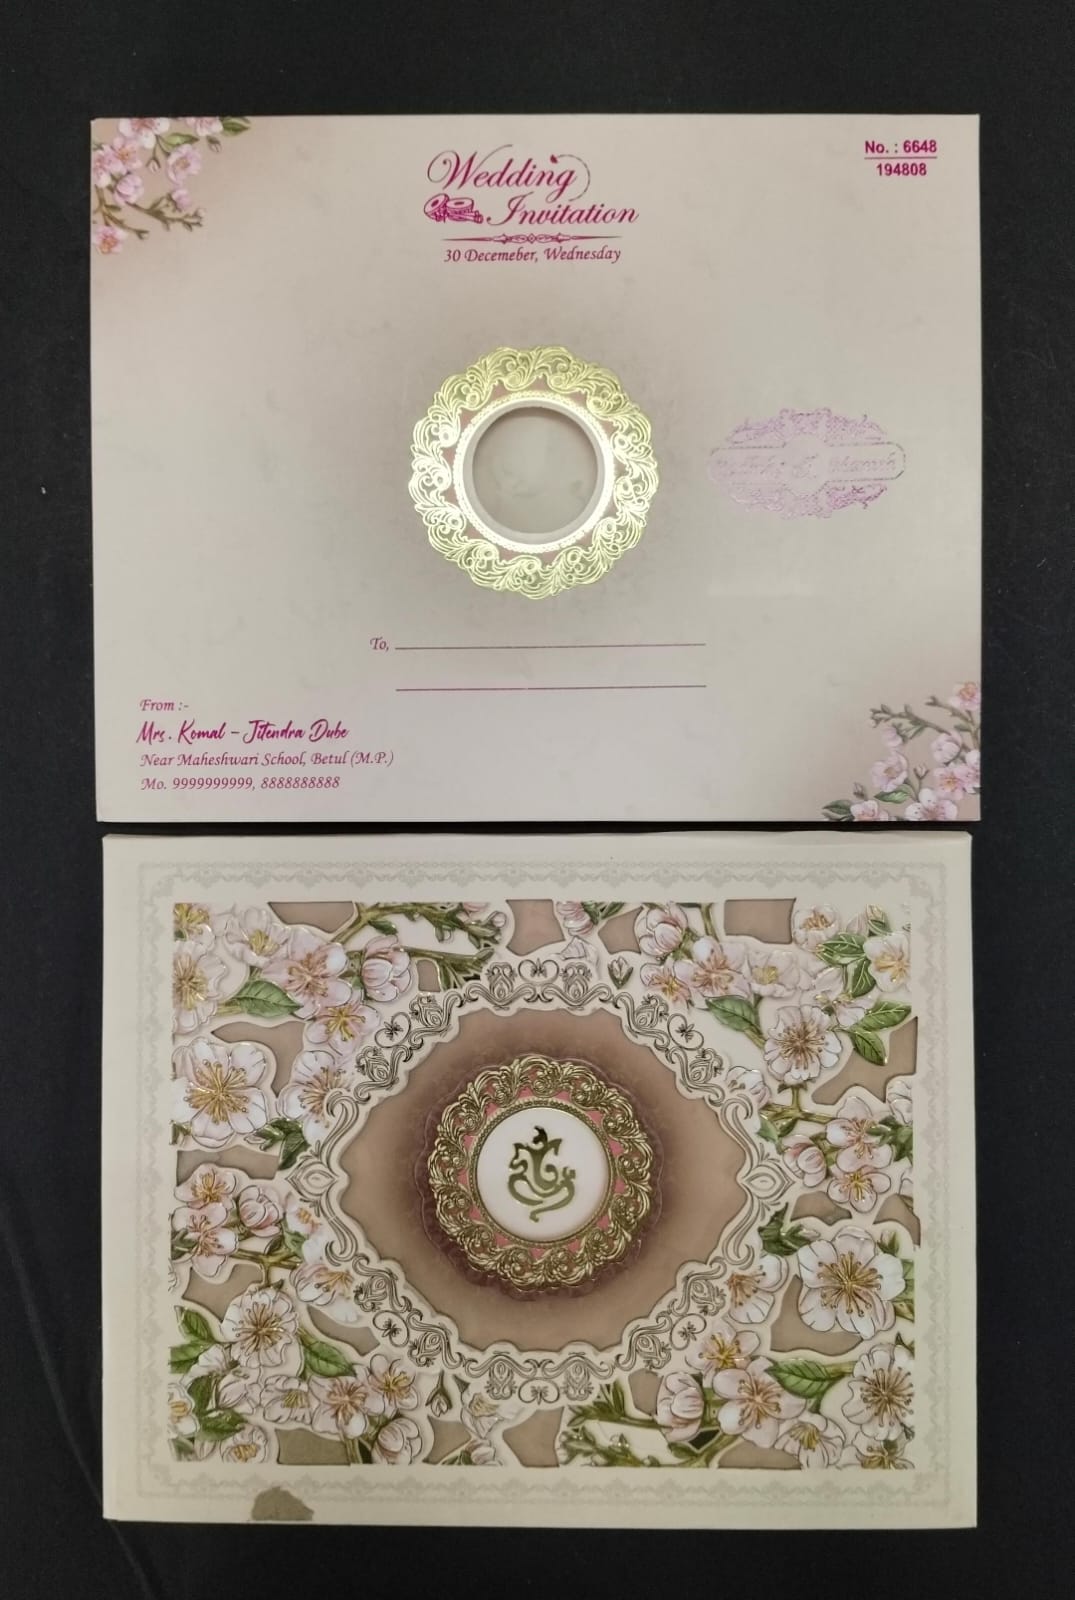 Wedding
Invitation
30 Decemeber, Wednesday
No. : 6648
194808
To,
From :-
Mrs. Komal - Jitendra Dube
Near Maheshwari School, Betul (M.P.)
Mo. 9999999999, 8888888888